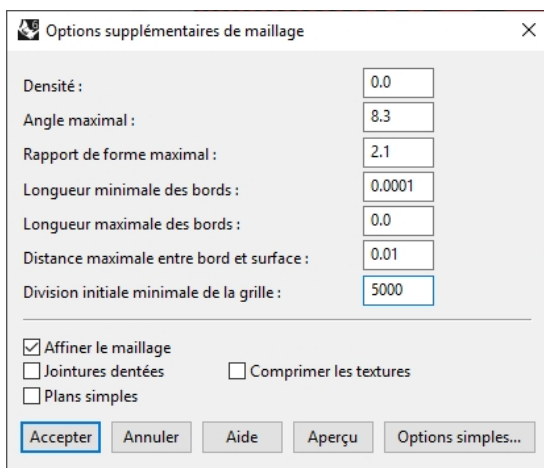 Options supplémentaires de maillage
Densité : 0.0
Angle maximal : 8.3
Rapport de forme maximal : 2.1
Longueur minimale des bords : 0.0001
Longueur maximale des bords : 0.0
Distance maximale entre bord et surface : 0.01
Division initiale minimale de la grille : 5000
Affiner le maillage
Jointures dentées Comprimer les textures
Plans simples
Accepter Annuler Aide Aperçu Options simples...